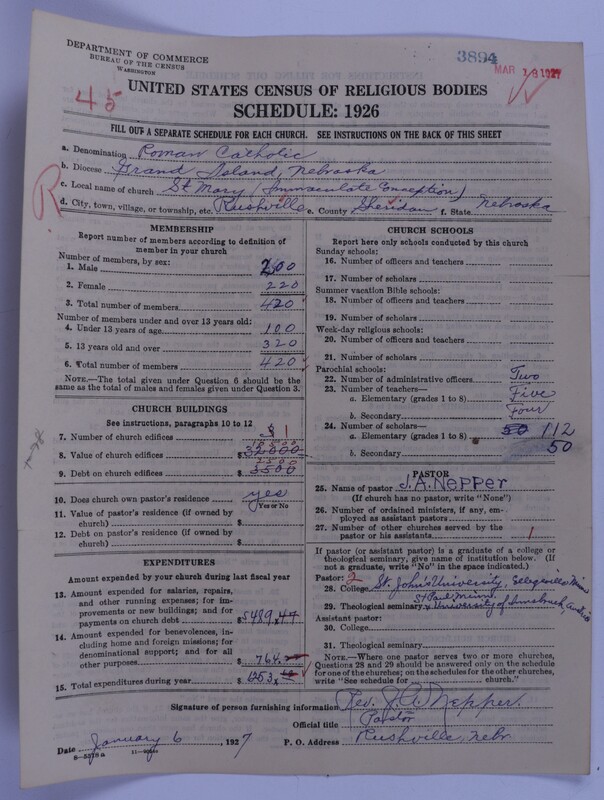 DEPARTMENT OF COMMERCE
BUREAU OF THE CENSUS
WASHINGTON
3894
MAR 18 1927
45
UNITED STATES CENSUS OF RELIGIOUS BODIES
SCHEDULE: 1926
FILL OUT A SEPARATE SCHEDULE FOR EACH CHURCH. SEE INSTRUCTIONS ON THE BACK OF THIS SHEET
a. Denomination Roman Catholic
b. Diocese Grand Island, Nebraska
c. Local name of church St Mary (Immaculate Conception)
R
d. City, town, village, or township, etc. Rushville e. County Sheridan f. State Nebraska
MEMBERSHIP
Report number of members according to definition of
member in your church
Number of members, by sex:
1. Male 200
2. Female 220
3. Total number of members 420
Number of members under and over 13 years old:
4. Under 13 years of age 100
5. 13 years old and over 320
6. Total number of members 420
NOTE.—The total given under Question 6 should be the
same as the total of males and females given under Question 3.
CHURCH BUILDINGS
See instructions, paragraphs 10 to 12
7. Number of church edifices 1
8. Value of church edifices $
9. Debt on church edifices $
10. Does church own pastor's residence yes
Yes or No
11. Value of pastor's residence (if owned by
church) $
12. Debt on pastor's residence (if owned by
church) $
EXPENDITURES
Amount expended by your church during last fiscal year
13. Amount expended for salaries, repairs,
and other running expenses; for im-
provements or new buildings; and for
payments on church debt $5489.47
14. Amount expended for benevolences, in-
cluding home and foreign missions; for
denominational support; and for all
other purposes $764.
15. Total expenditures during year $
CHURCH SCHOOLS
Report here only schools conducted by this church
Sunday schools:
16. Number of officers and teachers
17. Number of scholars
Summer vacation Bible schools:
18. Number of officers and teachers
19. Number of scholars
Week-day religious schools:
20. Number of officers and teachers
21. Number of scholars
Parochial schools:
22. Number of administrative officers Two
23. Number of teachers—
a. Elementary (grades 1 to 8) Five
b. Secondary Four
24. Number of scholars—
a. Elementary (grades 1 to 8) 50 112
b. Secondary 50
PASTOR
25. Name of pastor J.A. Nepper
(If church has no pastor, write "None")
26. Number of ordained ministers, if any, em-
ployed as assistant pastors
27. Number of other churches served by the
pastor or his assistants 1
If pastor (or assistant pastor) is a graduate of a college or
theological seminary, give name of institution below. (If
not a graduate, write "No" in the space indicated.)
Pastor: 2
28. College St. John's University, Collegeville Minn
St Paul Minn.
29. Theological seminary & University of Innsbruck, Austria
Assistant pastor:
30. College
31. Theological seminary
NOTE.—Where one pastor serves two or more churches,
Questions 28 and 29 should be answered only on the schedule
for one of the churches; on the schedules for the other churches,
write "See schedule for church."
Signature of person furnishing information Rev. J. A. Nepper.
Official title Pastor
Date January 6, 1927 P. O. Address Rushville, Nebr.